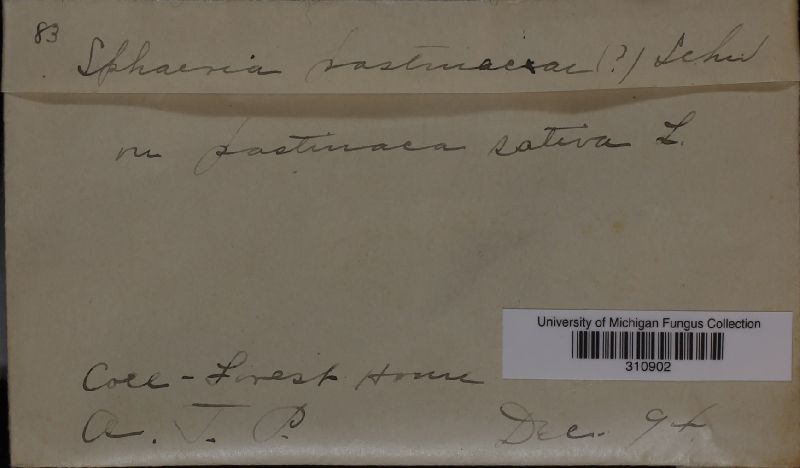 83
Sphaeria pastinacae (?) Schw
on pastinaca sativa L.
University of Michigan Fungus Collection
310902
Coll - Forest Home
A. T. P. Dec. 94